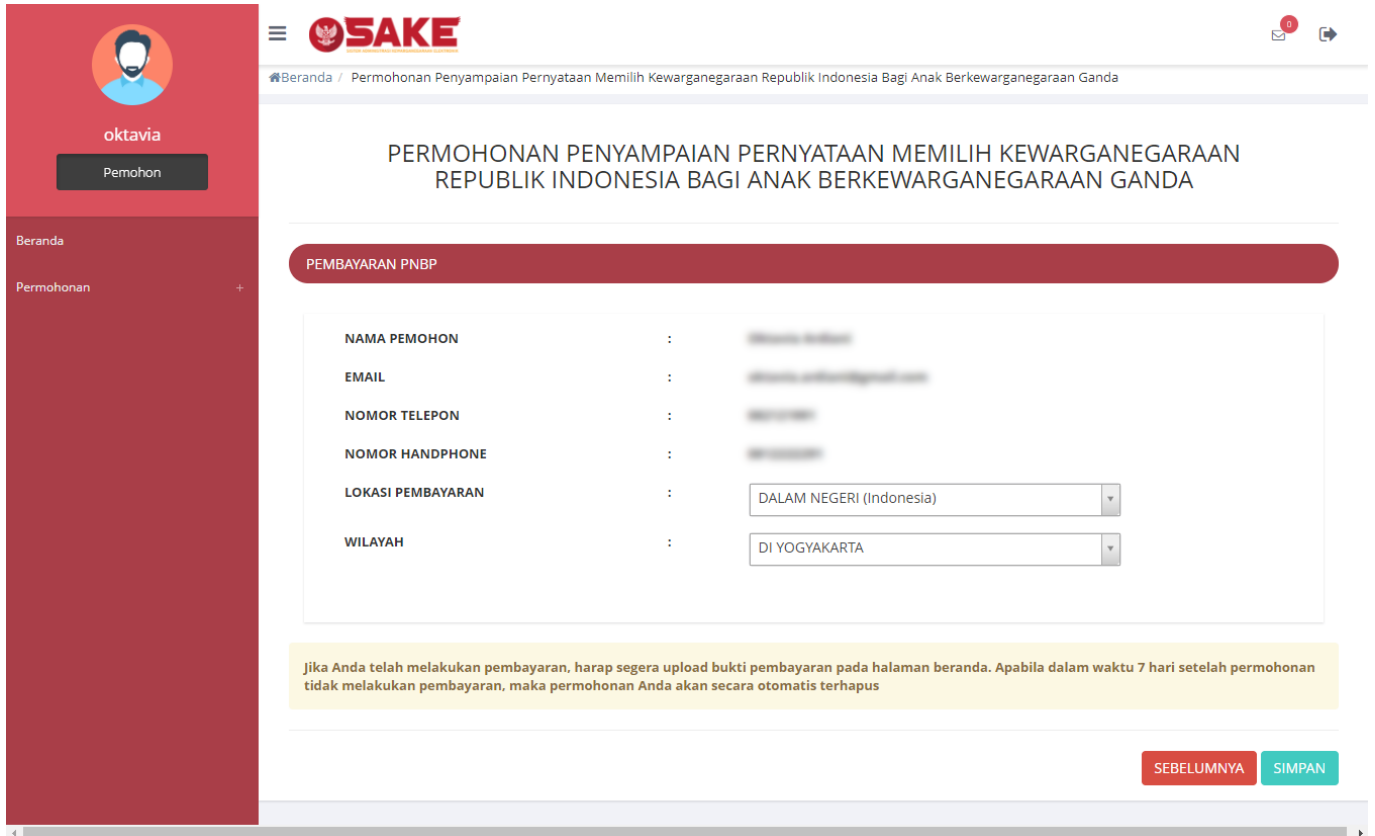 oktavia
Pemohon
Beranda
Permohonan +
SAKE
0
Beranda / Permohonan Penyampaian Pernyataan Memilih Kewarganegaraan Republik Indonesia Bagi Anak Berkewarganegaraan Ganda
PERMOHONAN PENYAMPAIAN PERNYATAAN MEMILIH KEWARGANEGARAAN
REPUBLIK INDONESIA BAGI ANAK BERKEWARGANEGARAAN GANDA
PEMBAYARAN PNBP
NAMA PEMOHON :
EMAIL :
NOMOR TELEPON :
NOMOR HANDPHONE :
LOKASI PEMBAYARAN : DALAM NEGERI (Indonesia)
WILAYAH : DI YOGYAKARTA
Jika Anda telah melakukan pembayaran, harap segera upload bukti pembayaran pada halaman beranda. Apabila dalam waktu 7 hari setelah permohonan
tidak melakukan pembayaran, maka permohonan Anda akan secara otomatis terhapus
SEBELUMNYA SIMPAN